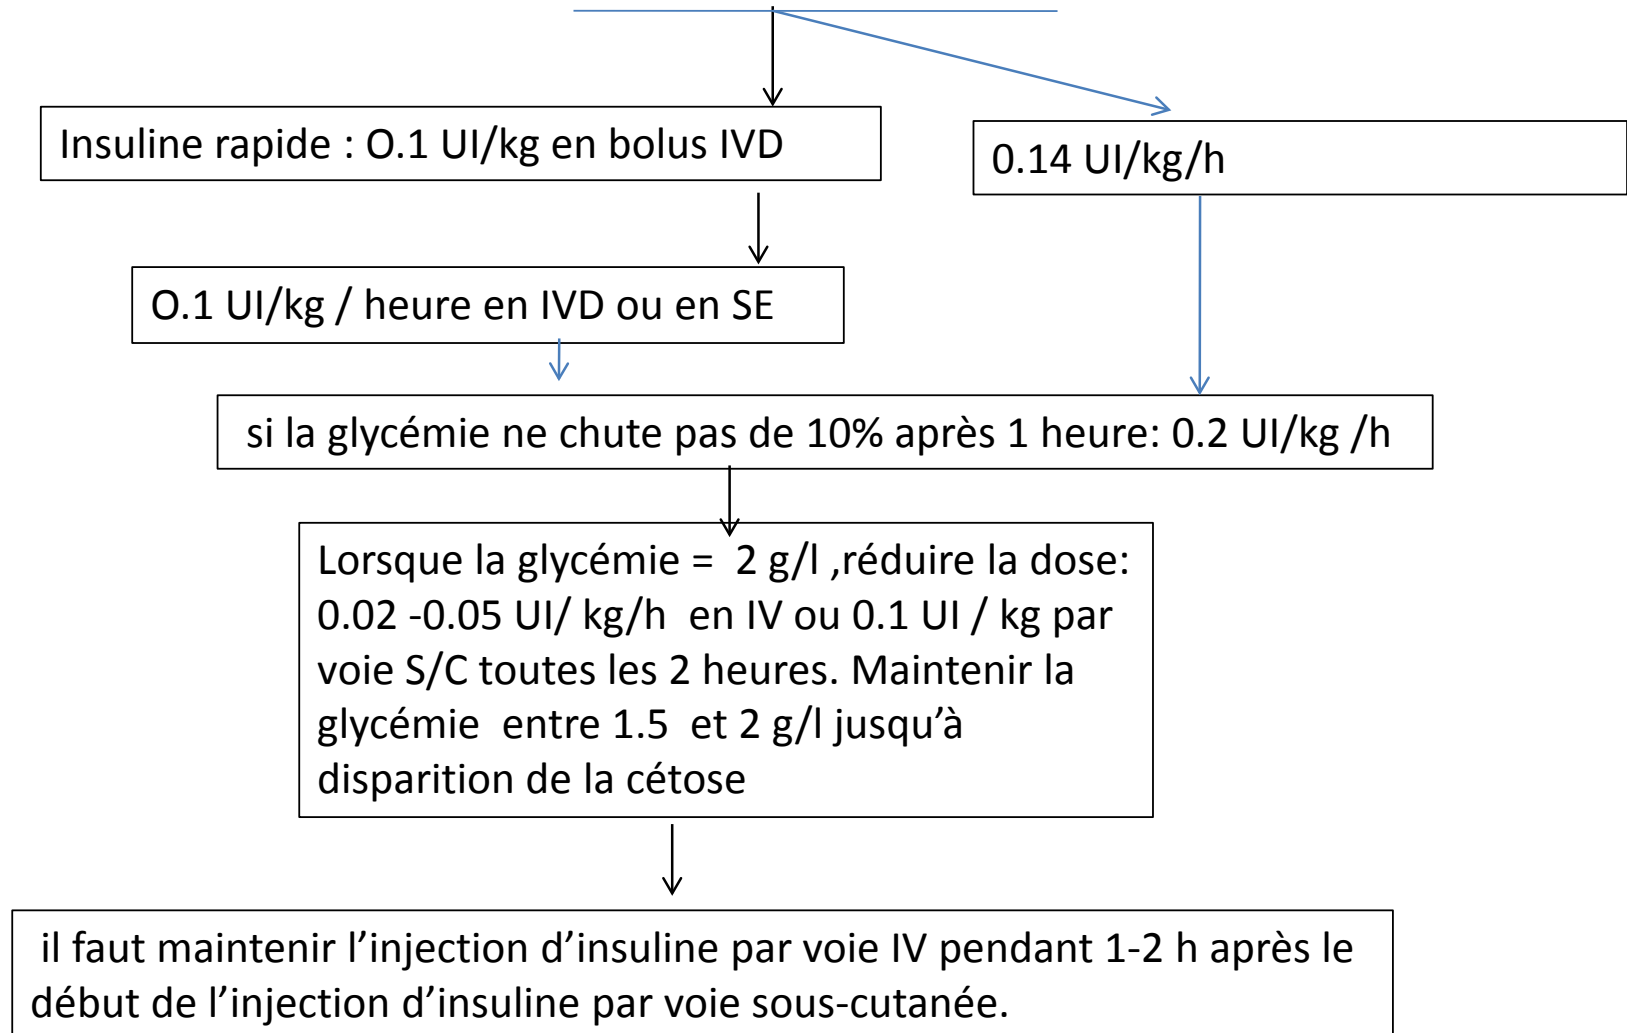 Insuline rapide : O.1 UI/kg en bolus IVD
0.14 UI/kg/h
O.1 UI/kg / heure en IVD ou en SE
si la glycémie ne chute pas de 10% après 1 heure: 0.2 UI/kg /h
Lorsque la glycémie = 2 g/l ,réduire la dose:
0.02 -0.05 UI/ kg/h en IV ou 0.1 UI / kg par
voie S/C toutes les 2 heures. Maintenir la
glycémie entre 1.5 et 2 g/l jusqu’à
disparition de la cétose
il faut maintenir l’injection d’insuline par voie IV pendant 1-2 h après le
début de l’injection d’insuline par voie sous-cutanée.